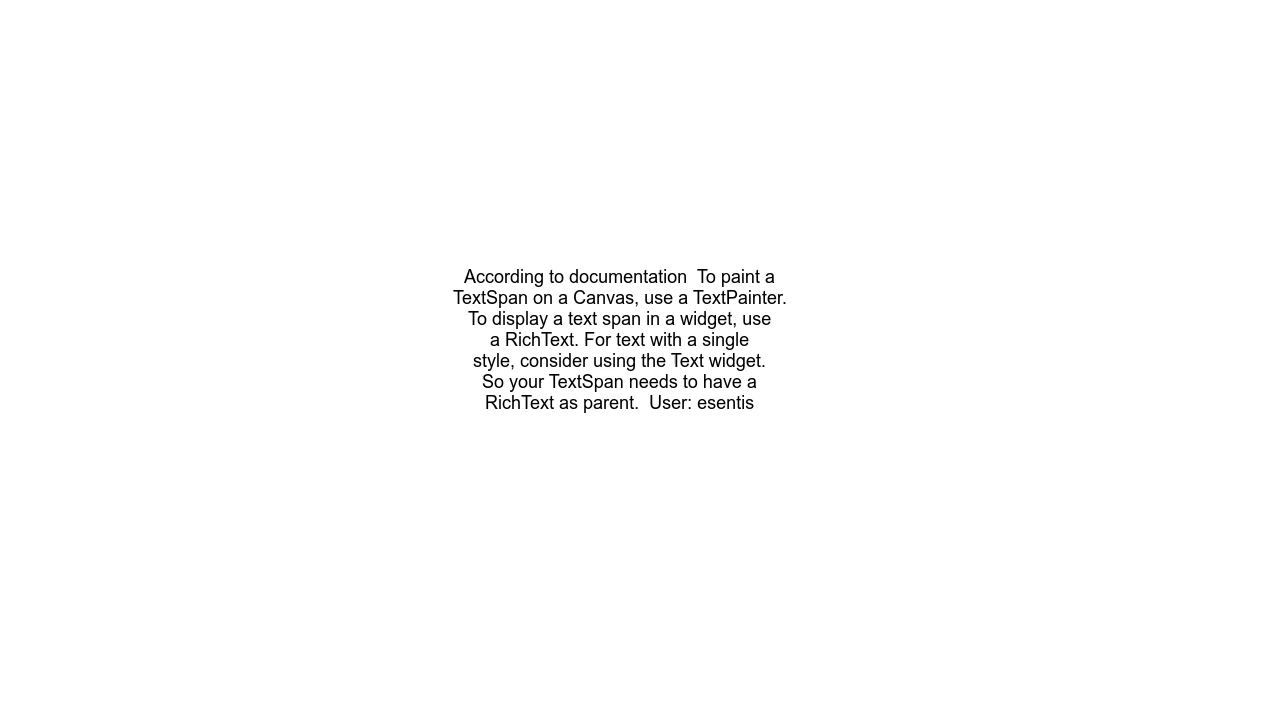 According to documentation  To paint a
TextSpan on a Canvas, use a TextPainter.
To display a text span in a widget, use
a RichText. For text with a single
style, consider using the Text widget.
So your TextSpan needs to have a
RichText as parent.  User: esentis